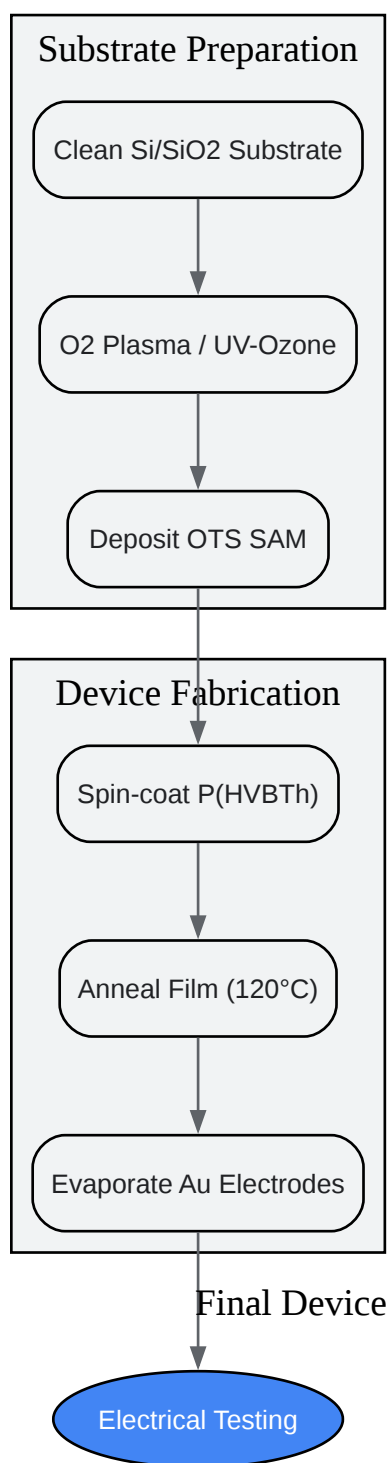 Substrate Preparation
Clean Si/SiO2 Substrate
O2 Plasma / UV-Ozone
Deposit OTS SAM
Device Fabrication
Spin-coat P(HVBTh)
Anneal Film (120°C)
Evaporate Au Electrodes
Final Device
Electrical Testing